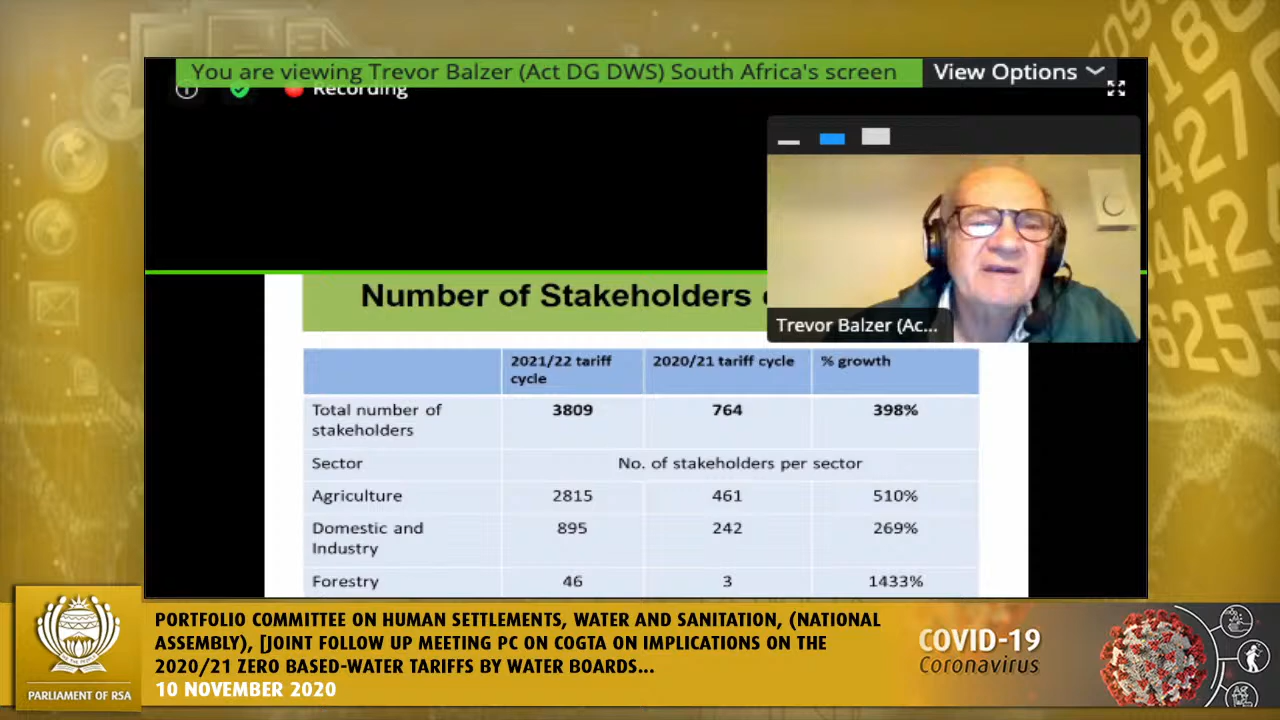 You are viewing Trevor Balzer (Act DG DWS) South Africa's screen
View Options
Recording
Trevor Balzer (Ac...
Number of Stakeholders
2021/22 tariff cycle
2020/21 tariff cycle
% growth
Total number of stakeholders
3809
764
398%
Sector
No. of stakeholders per sector
Agriculture
2815
461
510%
Domestic and Industry
895
242
269%
Forestry
46
3
1433%
PARLIAMENT OF RSA
PORTFOLIO COMMITTEE ON HUMAN SETTLEMENTS, WATER AND SANITATION, (NATIONAL
ASSEMBLY), [JOINT FOLLOW UP MEETING PC ON COGTA ON IMPLICATIONS ON THE
2020/21 ZERO BASED-WATER TARIFFS BY WATER BOARDS...
10 NOVEMBER 2020
COVID-19
Coronavirus